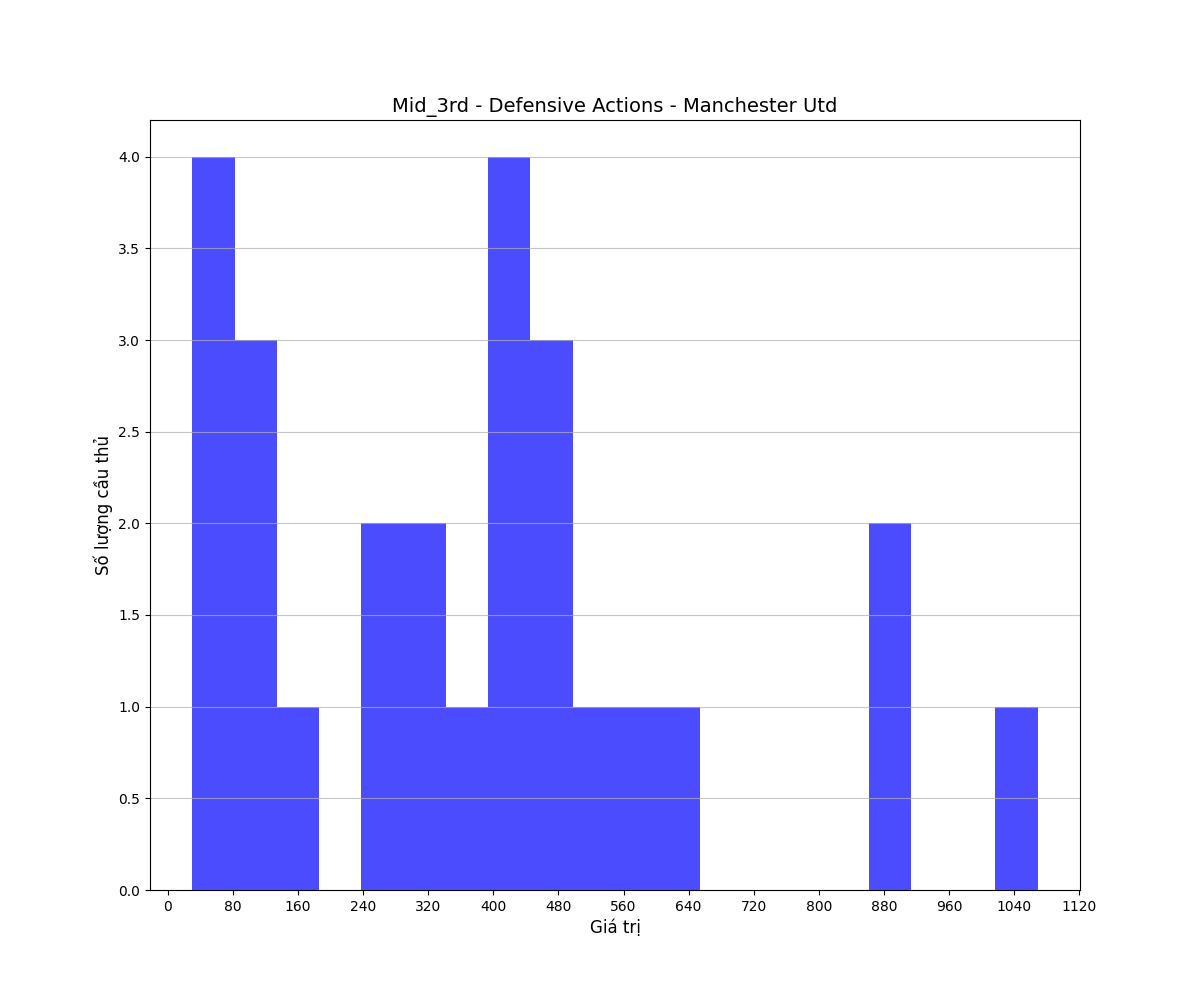 Mid_3rd - Defensive Actions - Manchester Utd
4.0
3.5
3.0
2.5
2.0
1.5
1.0
0.5
0.0
Số lượng cầu thủ
0 80 160 240 320 400 480 560 640 720 800 880 960 1040 1120
Giá trị